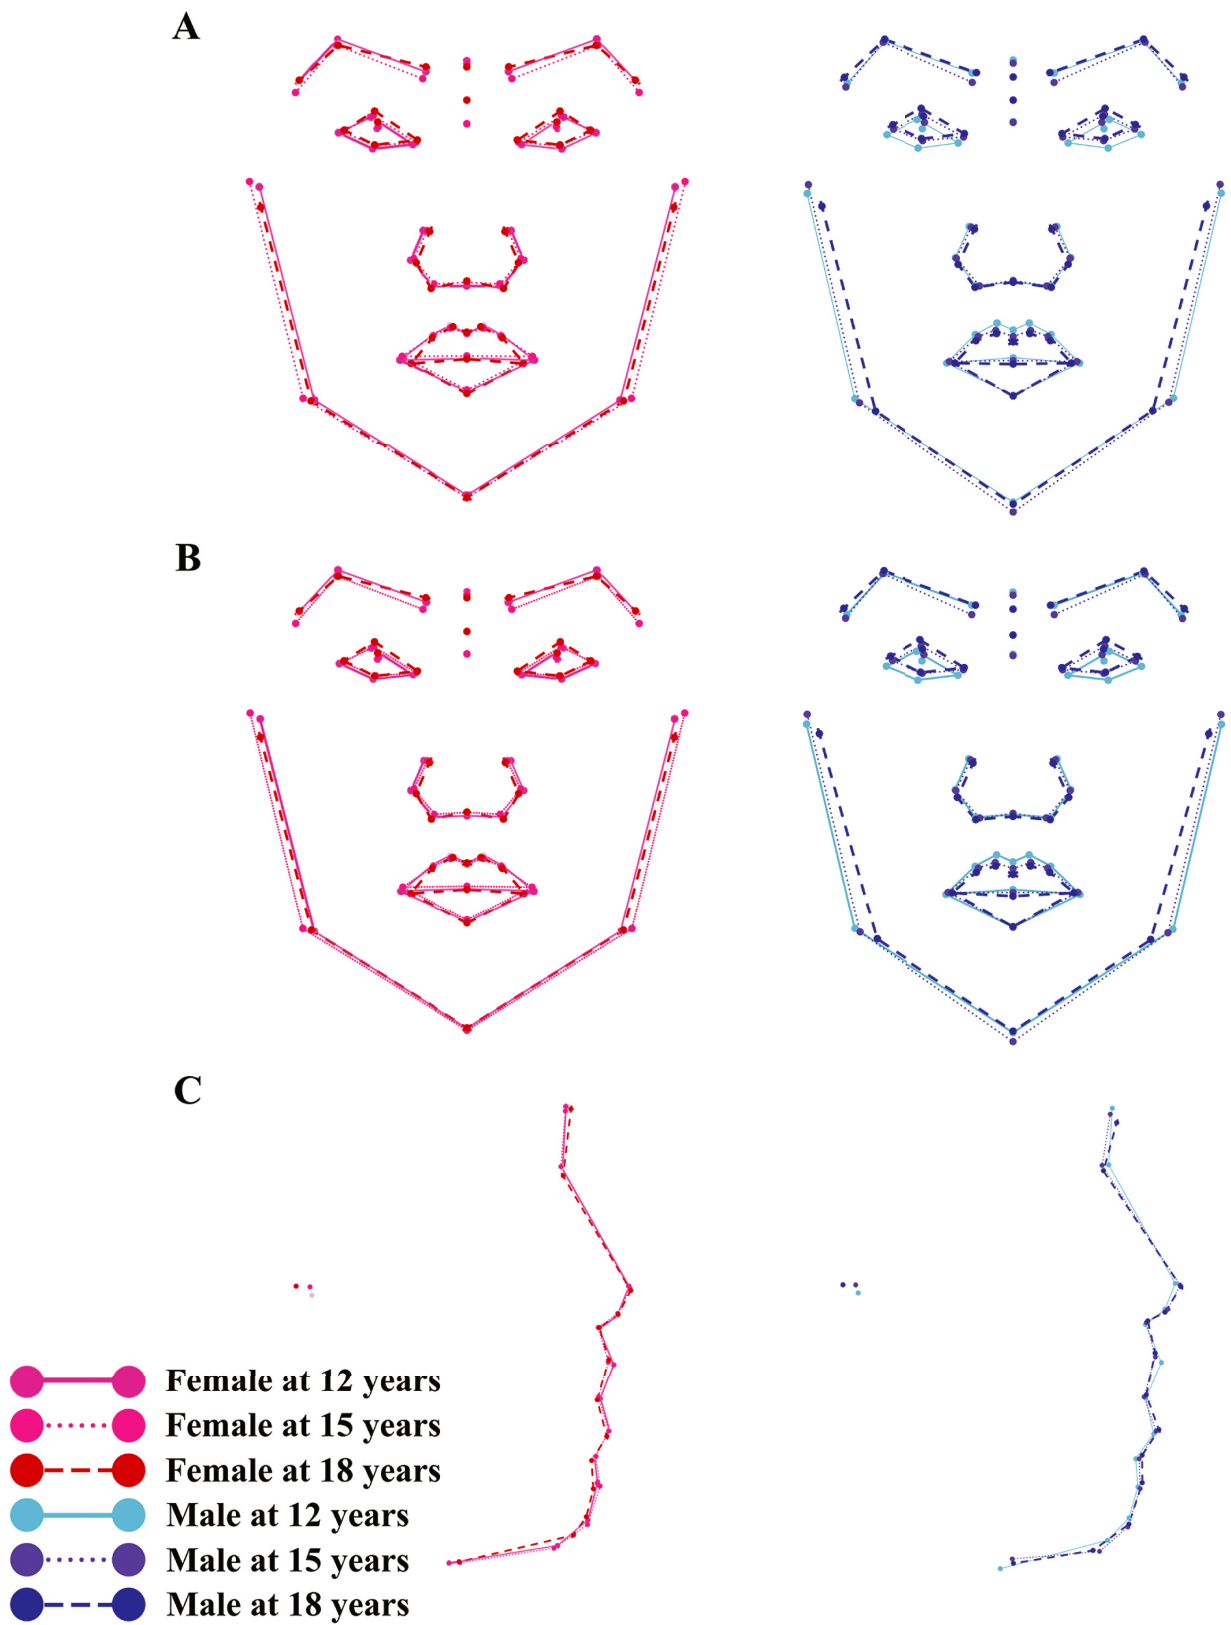 A
B
C
Female at 12 years
Female at 15 years
Female at 18 years
Male at 12 years
Male at 15 years
Male at 18 years